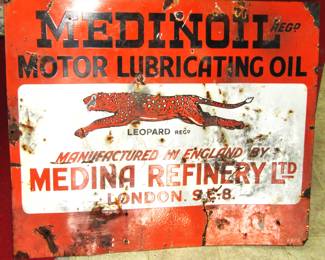 MEDINOIL REGD
MOTOR LUBRICATING OIL
LEOPARD REGD
MANUFACTURED IN ENGLAND BY
MEDINA REFINERY LTD
LONDON. S.E.8.